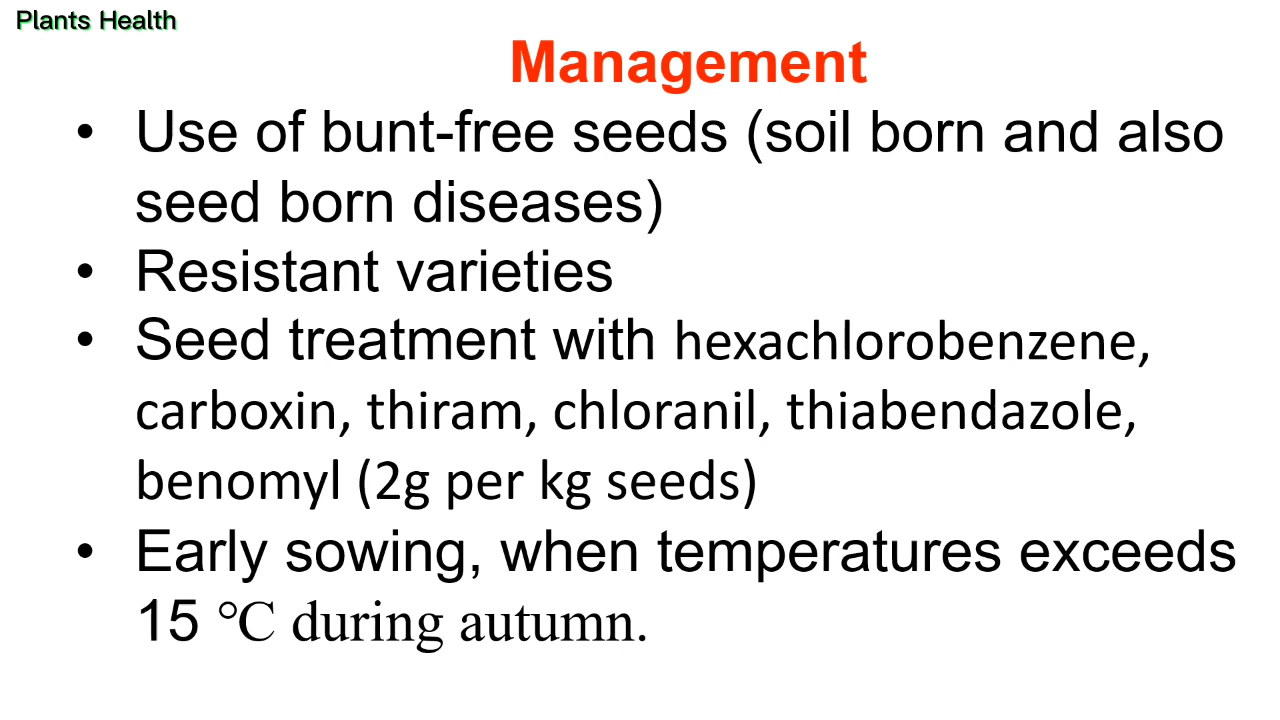 Plants Health
Management
• Use of bunt-free seeds (soil born and also
seed born diseases)
• Resistant varieties
• Seed treatment with hexachlorobenzene,
carboxin, thiram, chloranil, thiabendazole,
benomyl (2g per kg seeds)
• Early sowing, when temperatures exceeds
15 °C during autumn.